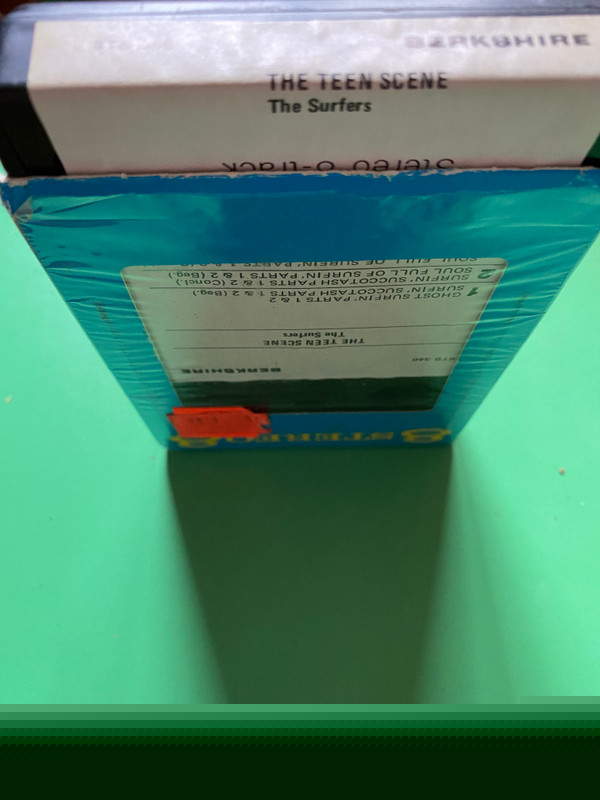 BERKSHIRE
THE TEEN SCENE
The Surfers
Stereo 8-track
STEREO 8
BERKSHIRE
THE TEEN SCENE
The Surfers
1
GHOST SURFIN' PARTS 1 & 2
SURFIN' SUCCOTASH PARTS 1 & 2 (Beg.)
2
SURFIN' SUCCOTASH PARTS 1 & 2 (Concl.)
SOUL FULL OF SURFIN' PARTS 1 & 2 (Beg.)
SOUL FULL OF SURFIN' PARTS 1 & 2